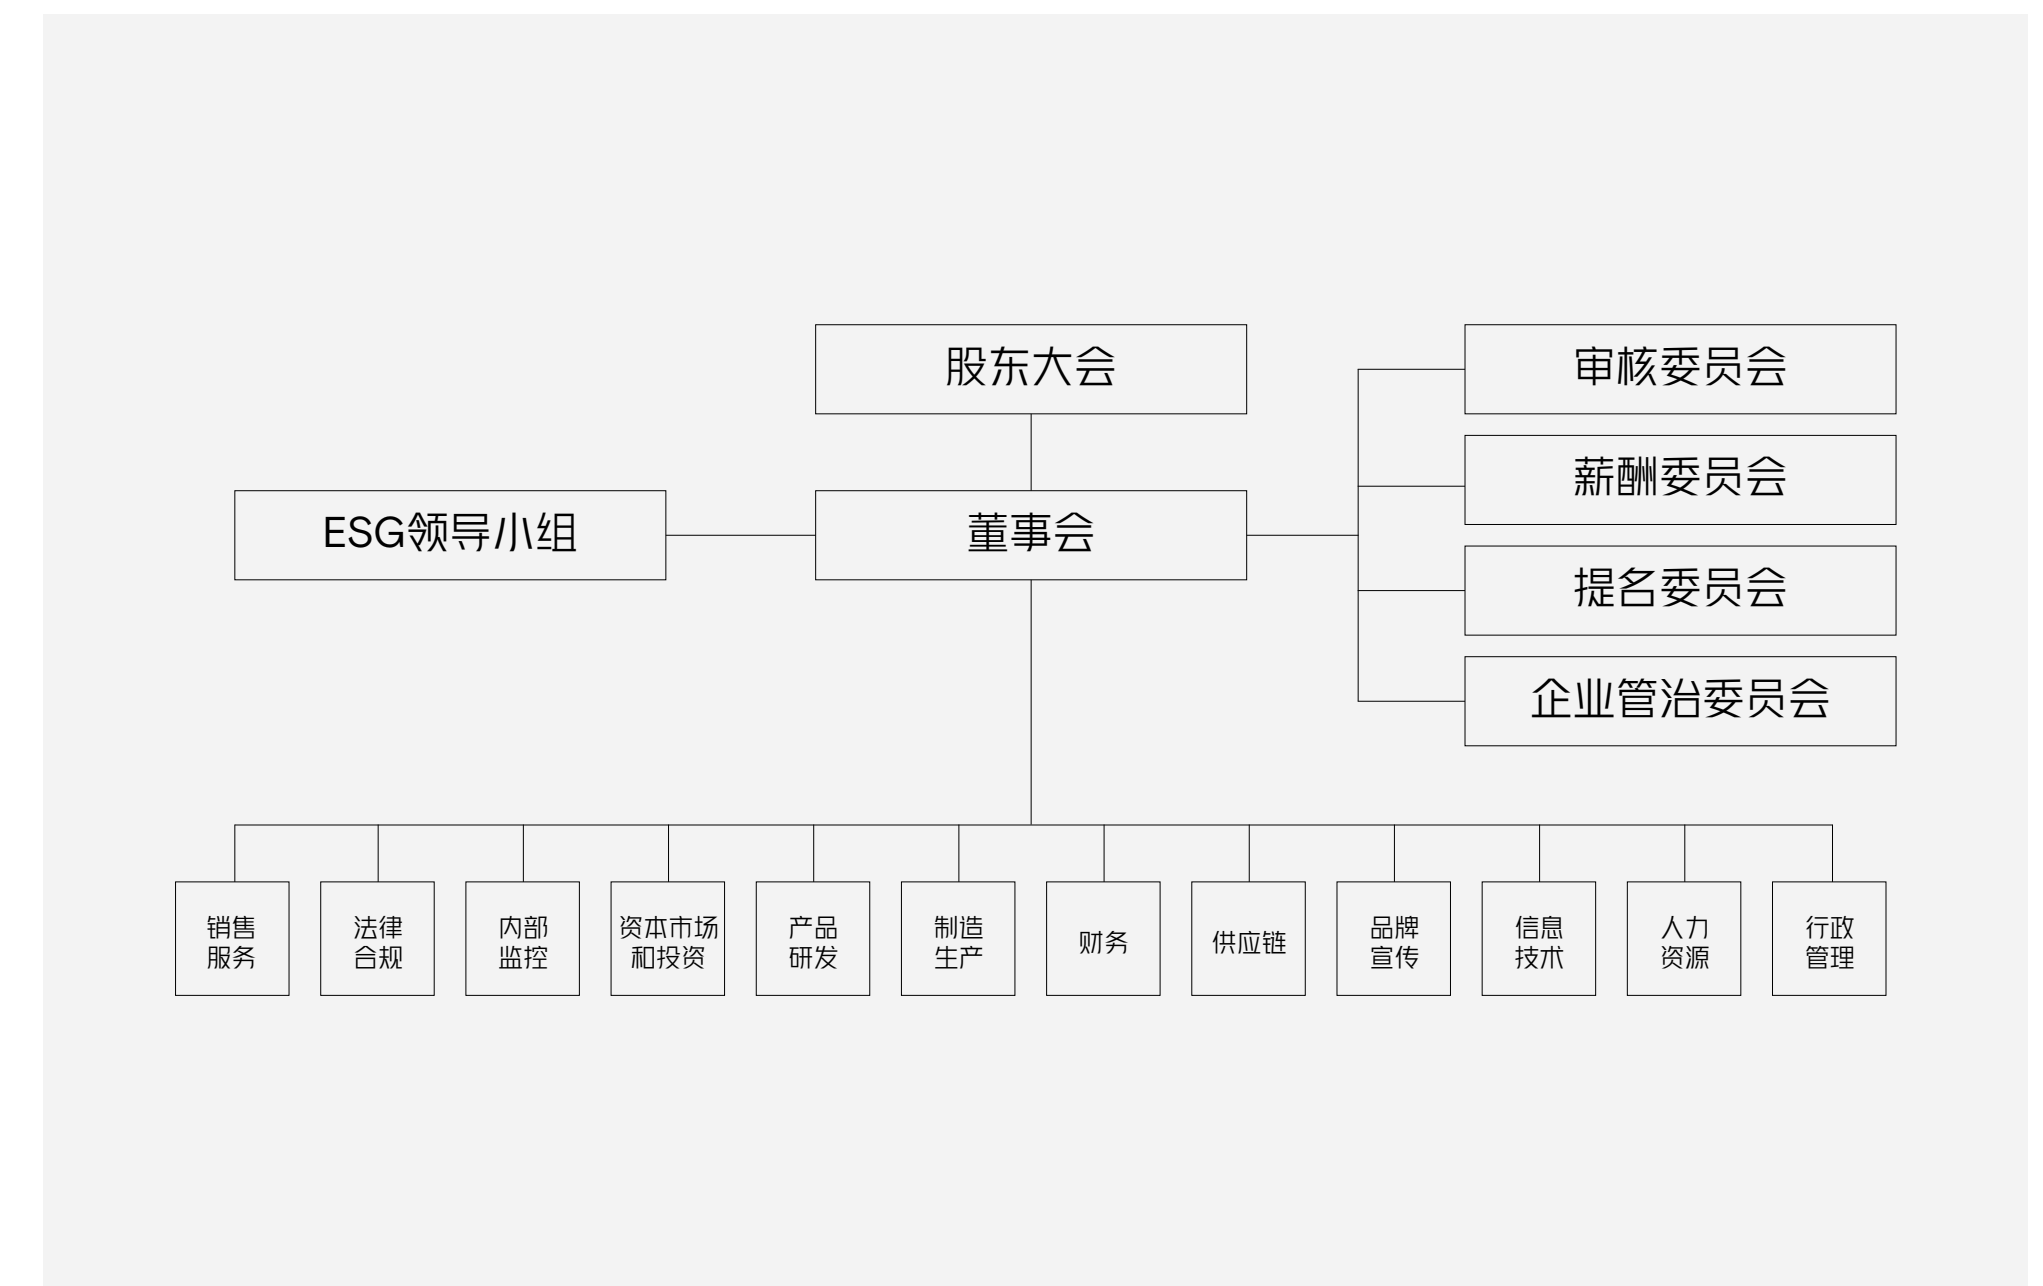 股东大会
审核委员会
薪酬委员会
ESG领导小组
董事会
提名委员会
企业管治委员会
销售
服务
法律
合规
内部
监控
资本市场
和投资
产品
研发
制造
生产
财务
供应链
品牌
宣传
信息
技术
人力
资源
行政
管理